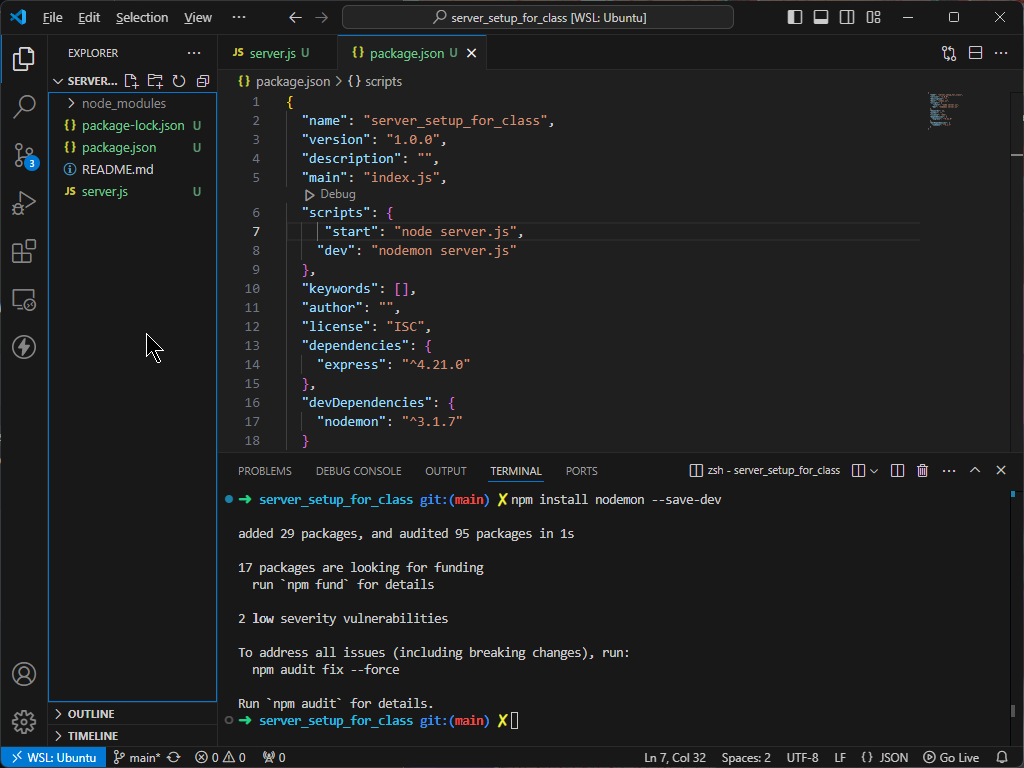 File Edit Selection View ··· server_setup_for_class [WSL: Ubuntu]
EXPLORER ···
SERVER...
node_modules
{} package-lock.json U
{} package.json U
README.md
JS server.js U
OUTLINE
TIMELINE
JS server.js U {} package.json U
{} package.json > {} scripts
1 {
2 "name": "server_setup_for_class",
3 "version": "1.0.0",
4 "description": "",
5 "main": "index.js",
Debug
6 "scripts": {
7 "start": "node server.js",
8 "dev": "nodemon server.js"
9 },
10 "keywords": [],
11 "author": "",
12 "license": "ISC",
13 "dependencies": {
14 "express": "^4.21.0"
15 },
16 "devDependencies": {
17 "nodemon": "^3.1.7"
18 }
PROBLEMS DEBUG CONSOLE OUTPUT TERMINAL PORTS zsh - server_setup_for_class
➜ server_setup_for_class git:(main) ✗ npm install nodemon --save-dev
added 29 packages, and audited 95 packages in 1s
17 packages are looking for funding
run `npm fund` for details
2 low severity vulnerabilities
To address all issues (including breaking changes), run:
npm audit fix --force
Run `npm audit` for details.
➜ server_setup_for_class git:(main) ✗
3
WSL: Ubuntu main* 0 0 0 Ln 7, Col 32 Spaces: 2 UTF-8 LF {} JSON Go Live